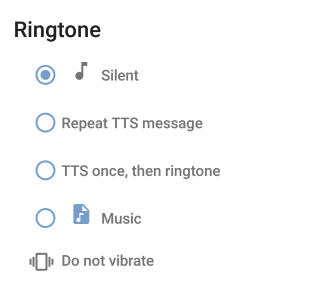 Ringtone
Silent
Repeat TTS message
TTS once, then ringtone
Music
Do not vibrate